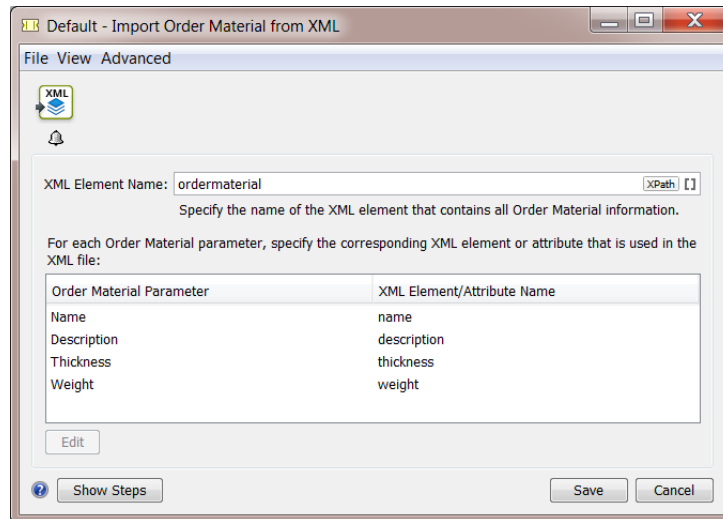 Default - Import Order Material from XML
File View Advanced
XML
XML Element Name: ordermaterial XPath []
Specify the name of the XML element that contains all Order Material information.
For each Order Material parameter, specify the corresponding XML element or attribute that is used in the
XML file:
Order Material Parameter XML Element/Attribute Name
Name name
Description description
Thickness thickness
Weight weight
Edit
? Show Steps Save Cancel